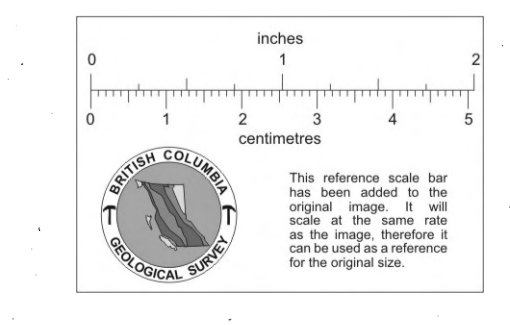 inches
0 1 2
0 1 2 3 4 5
centimetres
BRITISH COLUMBIA
GEOLOGICAL SURVEY
This reference scale bar
has been added to the
original image. It will
scale at the same rate
as the image, therefore it
can be used as a reference
for the original size.